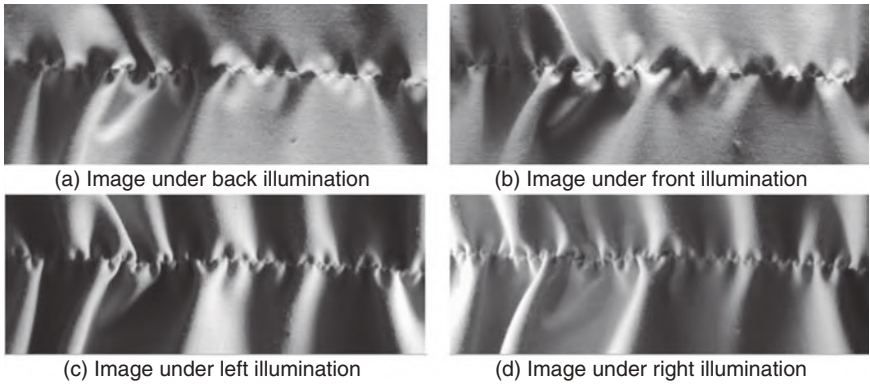 (a) Image under back illumination
(b) Image under front illumination
(c) Image under left illumination
(d) Image under right illumination